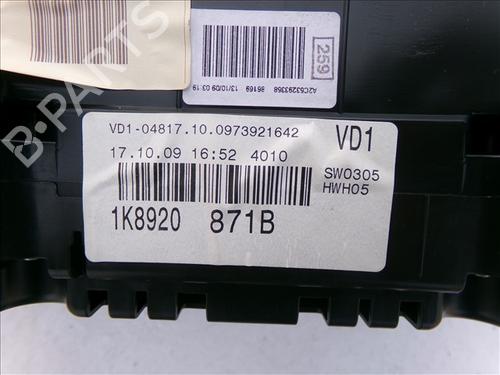 B-PARTS
259
A2C53293358
86169 13/10/09 03:19
VD1-04817.10.0973921642
VD1
17.10.09 16:52 4010
SW0305
HWH05
1K8920 871B